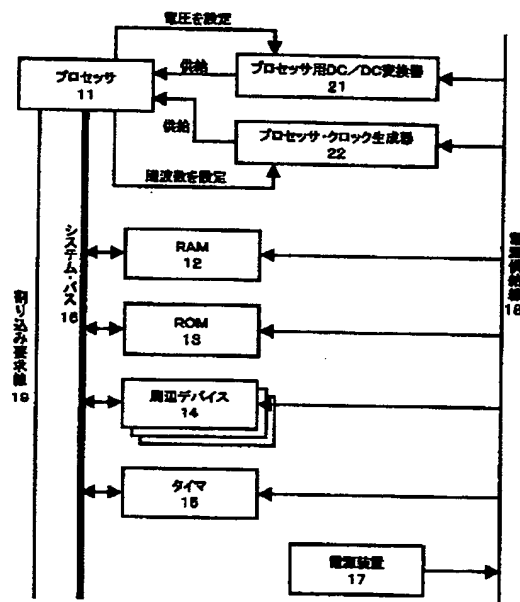 電圧を設定
プロセッサ
11
供給
プロセッサ用DC/DC変換器
21
供給
プロセッサ・クロック生成器
22
周波数を設定
システム・バス 16
割り込み要求線 19
電源供給線 18
RAM
12
ROM
13
周辺デバイス
14
タイマ
15
電源装置
17